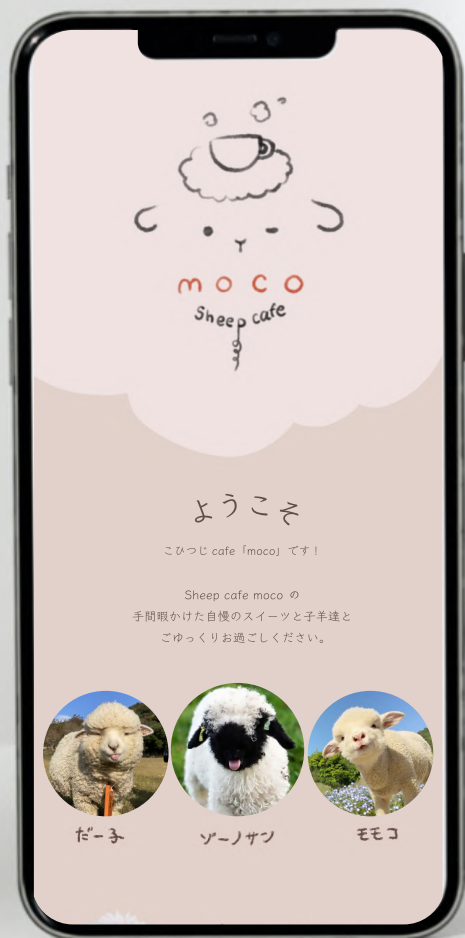 moco
Sheep cafe
ようこそ
こひつじ cafe「moco」です！
Sheep cafe moco の
手間暇かけた自慢のスイーツと子羊達と
ごゆっくりお過ごしください。
だー子 ゾーノサン モモコ